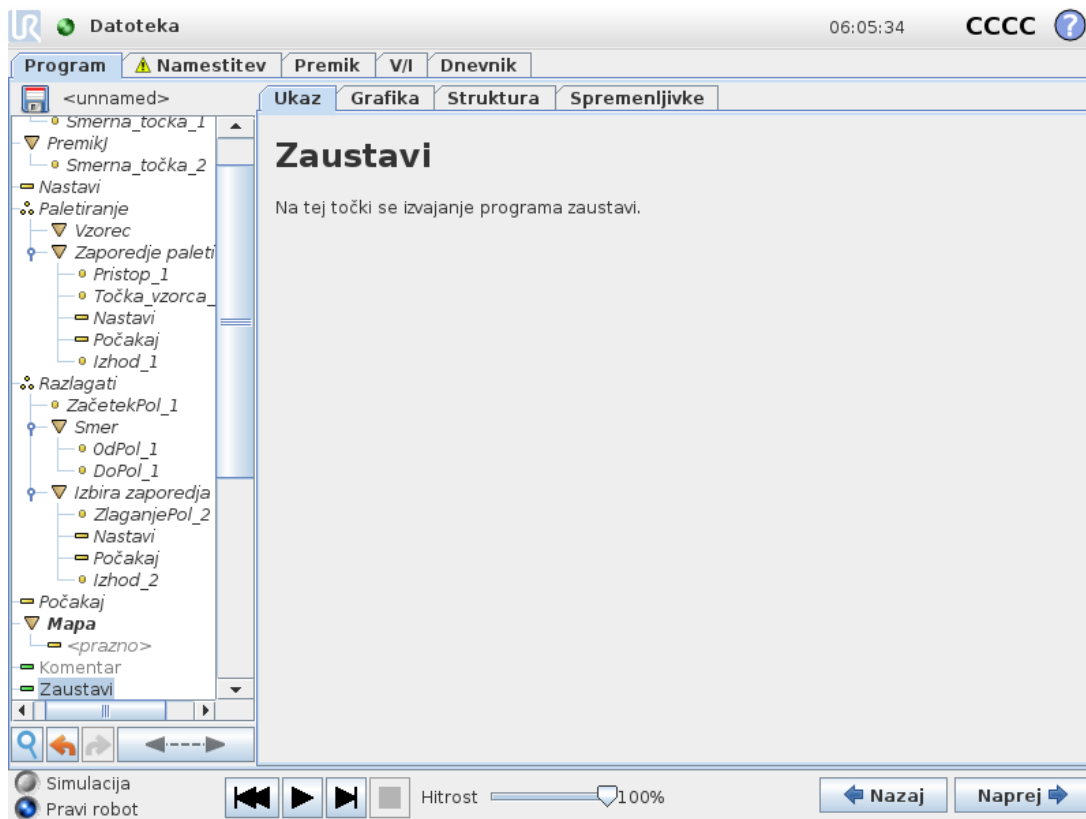 Datoteka
06:05:34
CCCC
?
Program
Namestitev
Premik
V/I
Dnevnik
<unnamed>
Ukaz
Grafika
Struktura
Spremenljivke
Smerna_točka_1
PremikJ
Smerna_točka_2
Nastavi
Paletiranje
Vzorec
Zaporedje paleti
Pristop_1
Točka_vzorca_
Nastavi
Počakaj
Izhod_1
Razlagati
ZačetekPol_1
Smer
OdPol_1
DoPol_1
Izbira zaporedja
ZlaganjePol_2
Nastavi
Počakaj
Izhod_2
Počakaj
Mapa
<prazno>
Komentar
Zaustavi
Zaustavi
Na tej točki se izvajanje programa zaustavi.
Simulacija
Pravi robot
Hitrost
100%
Nazaj
Naprej